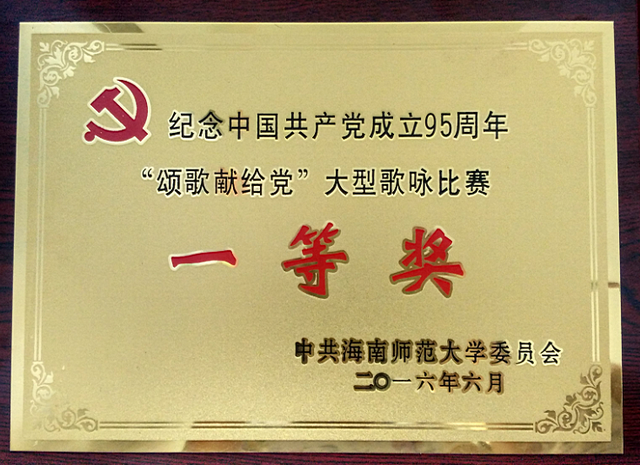 纪念中国共产党成立95周年
“颂歌献给党”大型歌咏比赛
一等奖
中共海南师范大学委员会
二〇一六年六月